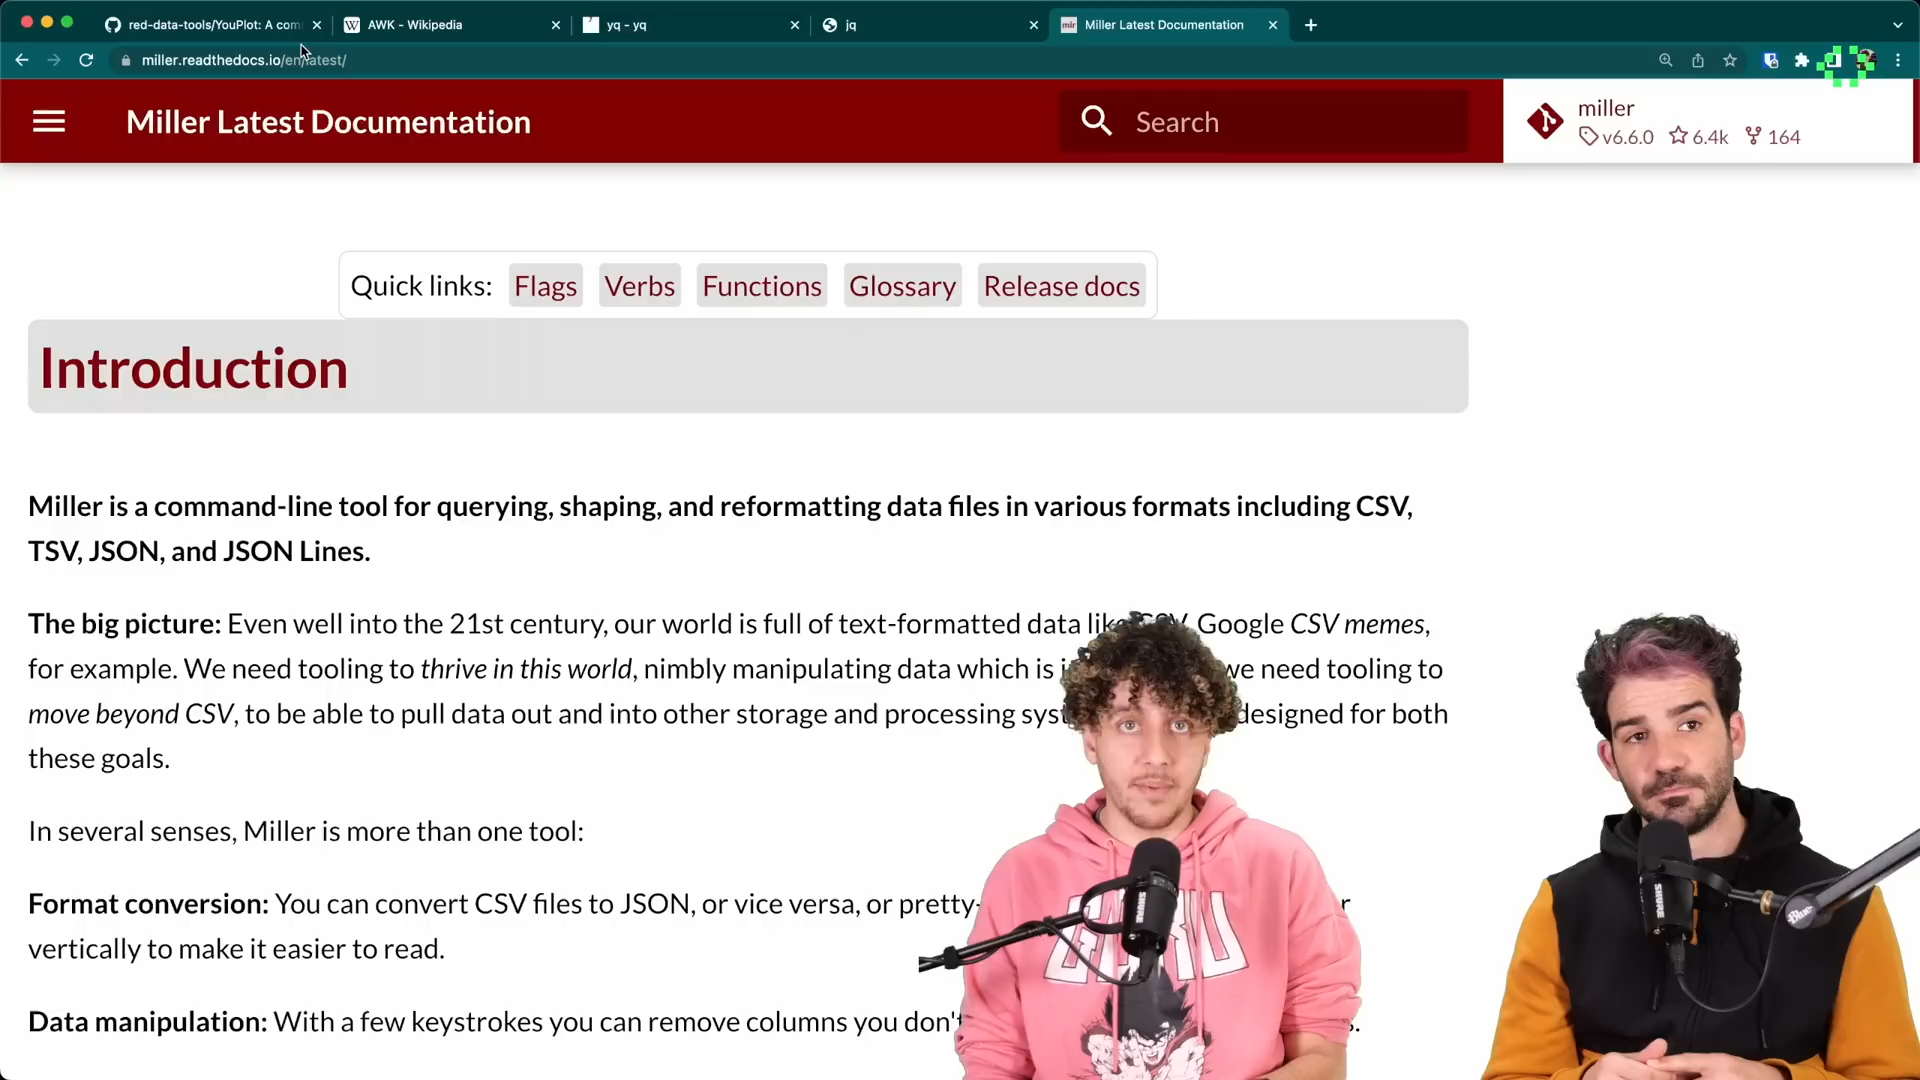 red-data-tools/YouPlot: A com
AWK - Wikipedia
yq - yq
jq
mlr
Miller Latest Documentation
miller.readthedocs.io/en/latest/
Miller Latest Documentation
Search
miller
v6.6.0 6.4k 164
Quick links: Flags Verbs Functions Glossary Release docs
Introduction
Miller is a command-line tool for querying, shaping, and reformatting data files in various formats including CSV,
TSV, JSON, and JSON Lines.
The big picture: Even well into the 21st century, our world is full of text-formatted data like CSV. Google CSV memes,
for example. We need tooling to thrive in this world, nimbly manipulating data which is we need tooling to
move beyond CSV, to be able to pull data out and into other storage and processing designed for both
these goals.
In several senses, Miller is more than one tool:
Format conversion: You can convert CSV files to JSON, or vice versa, or pretty-
vertically to make it easier to read.
Data manipulation: With a few keystrokes you can remove columns you don't
SHURE
SHURE
Blue